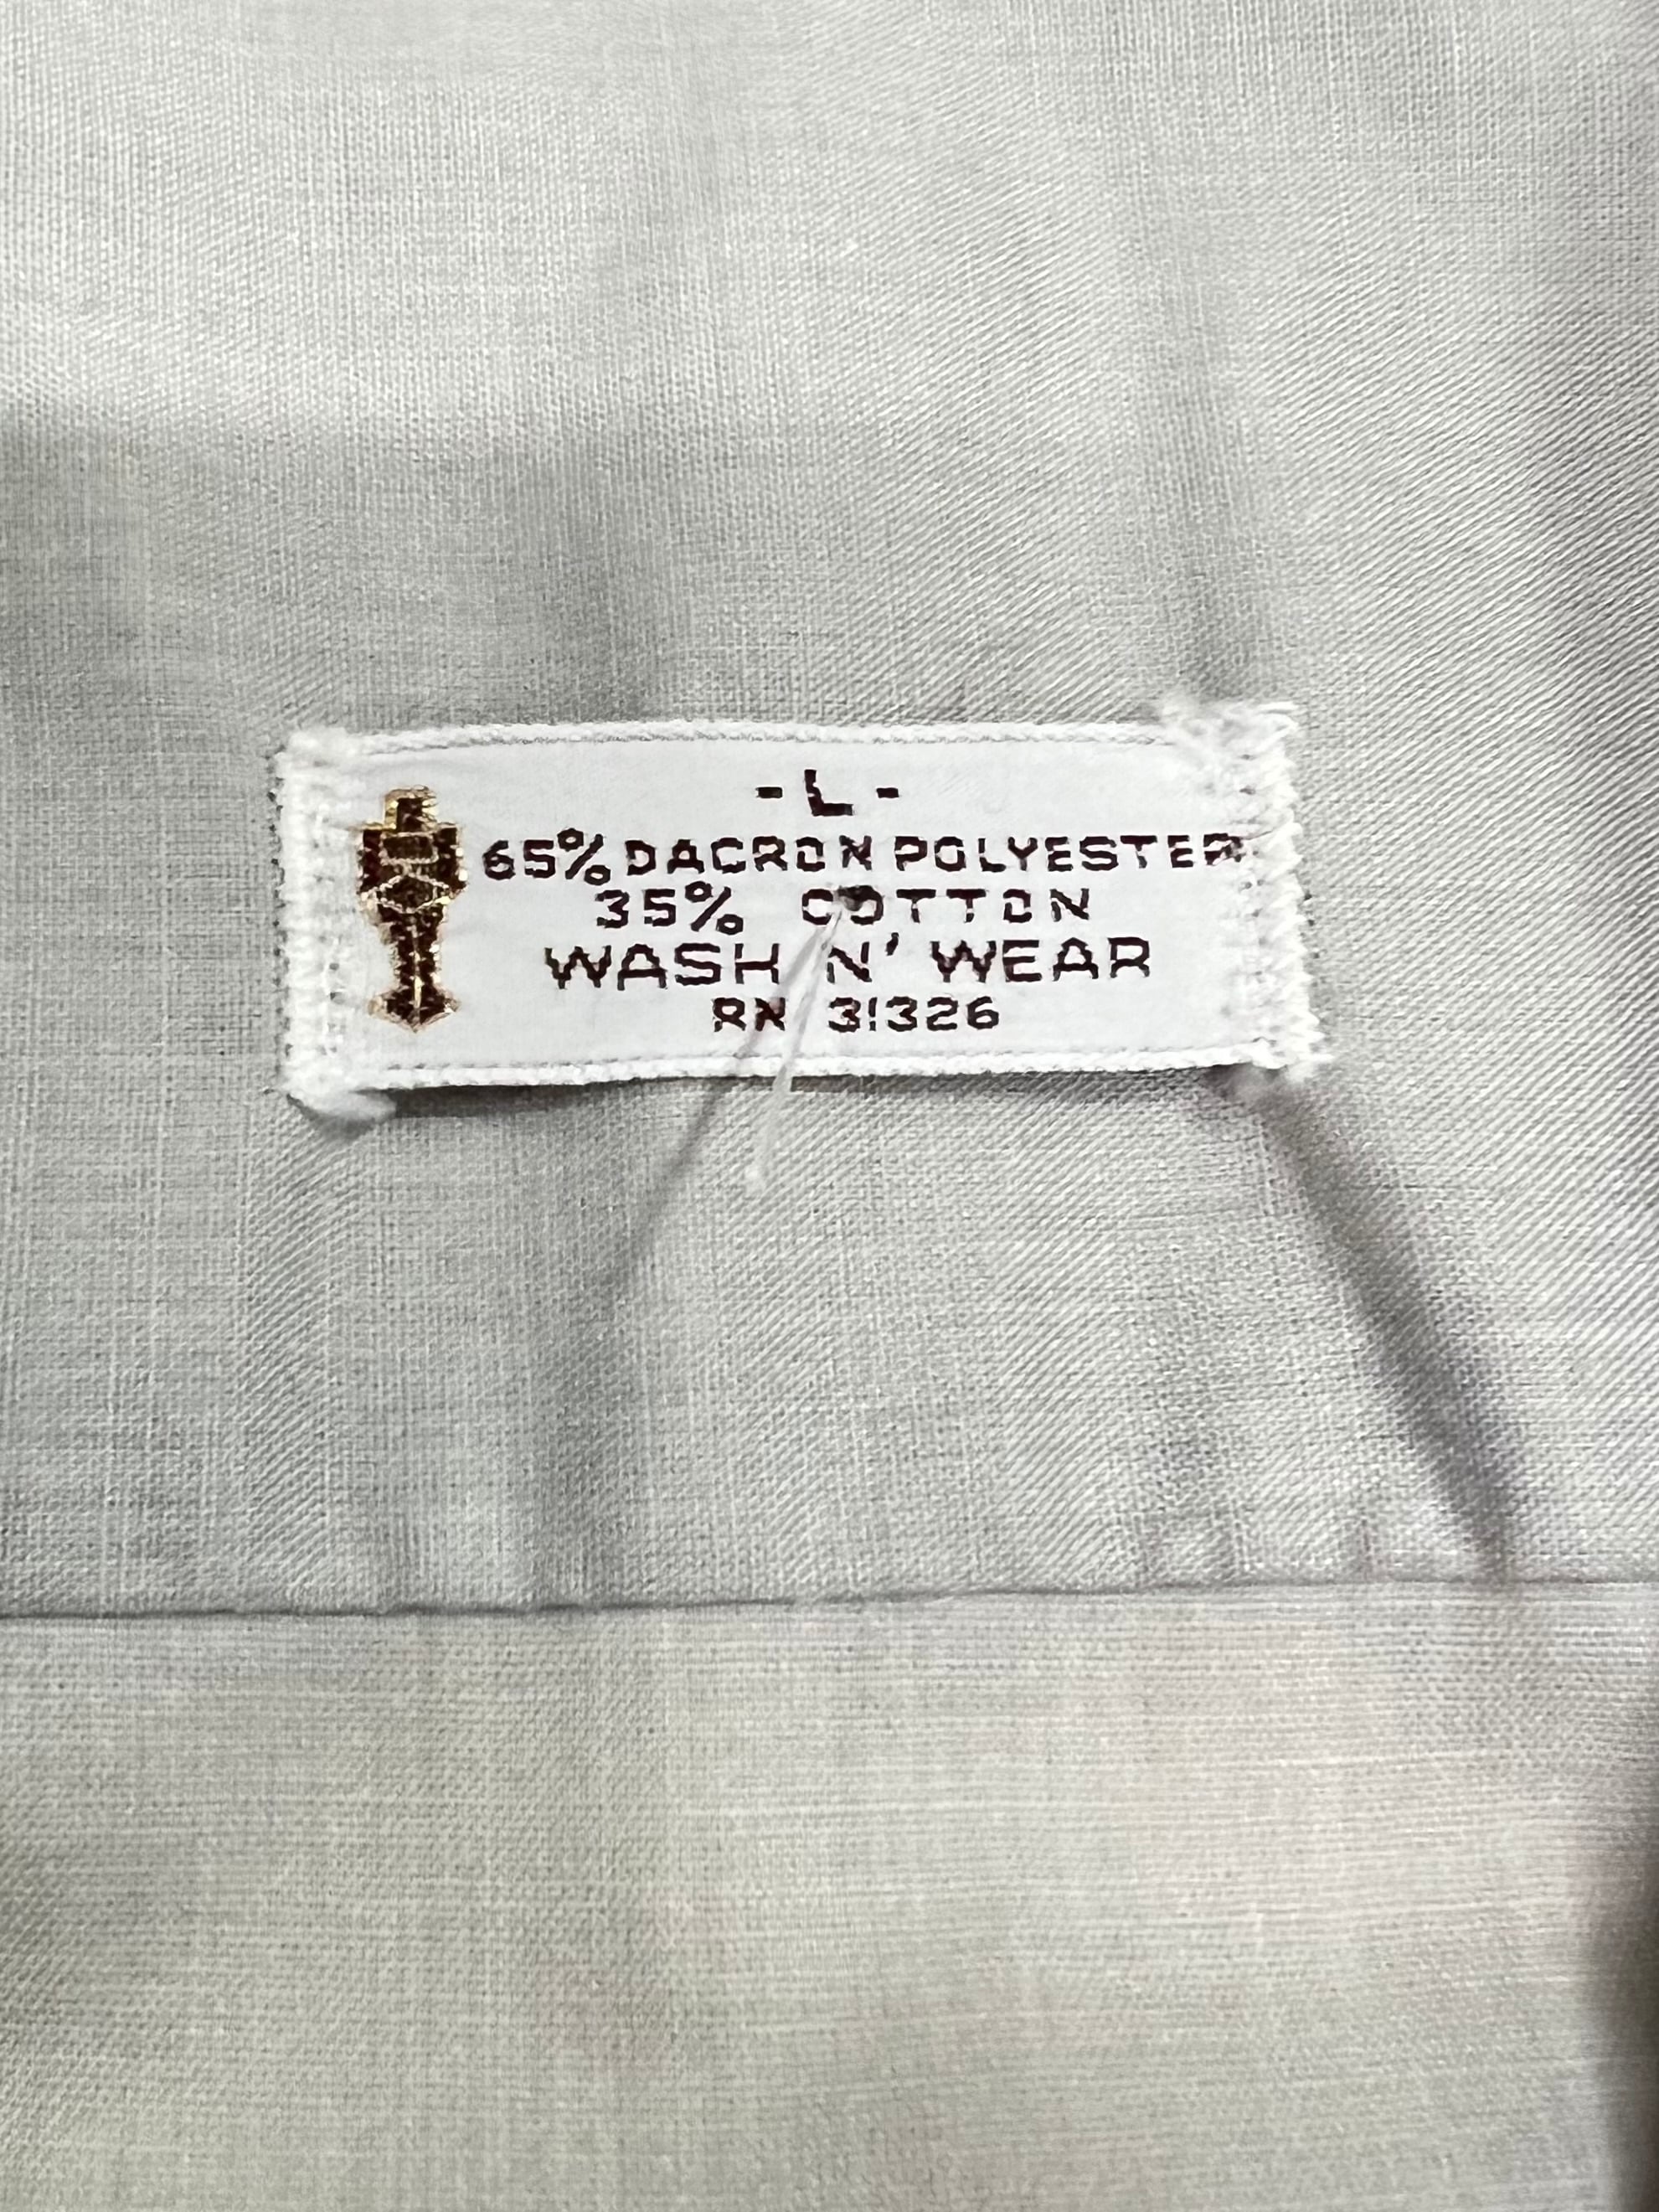 - L -
65% DACRON POLYESTER
35% COTTON
WASH N' WEAR
RN 31326